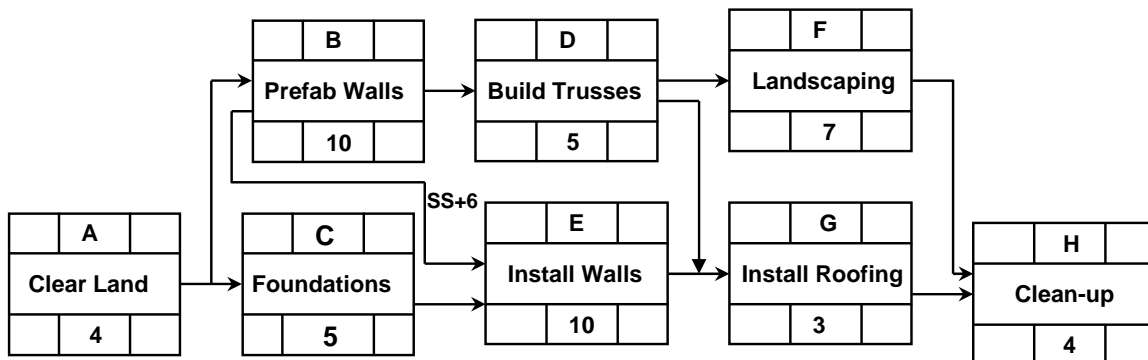 B
Prefab Walls
10
D
Build Trusses
5
F
Landscaping
7
SS+6
A
Clear Land
4
C
Foundations
5
E
Install Walls
10
G
Install Roofing
3
H
Clean-up
4